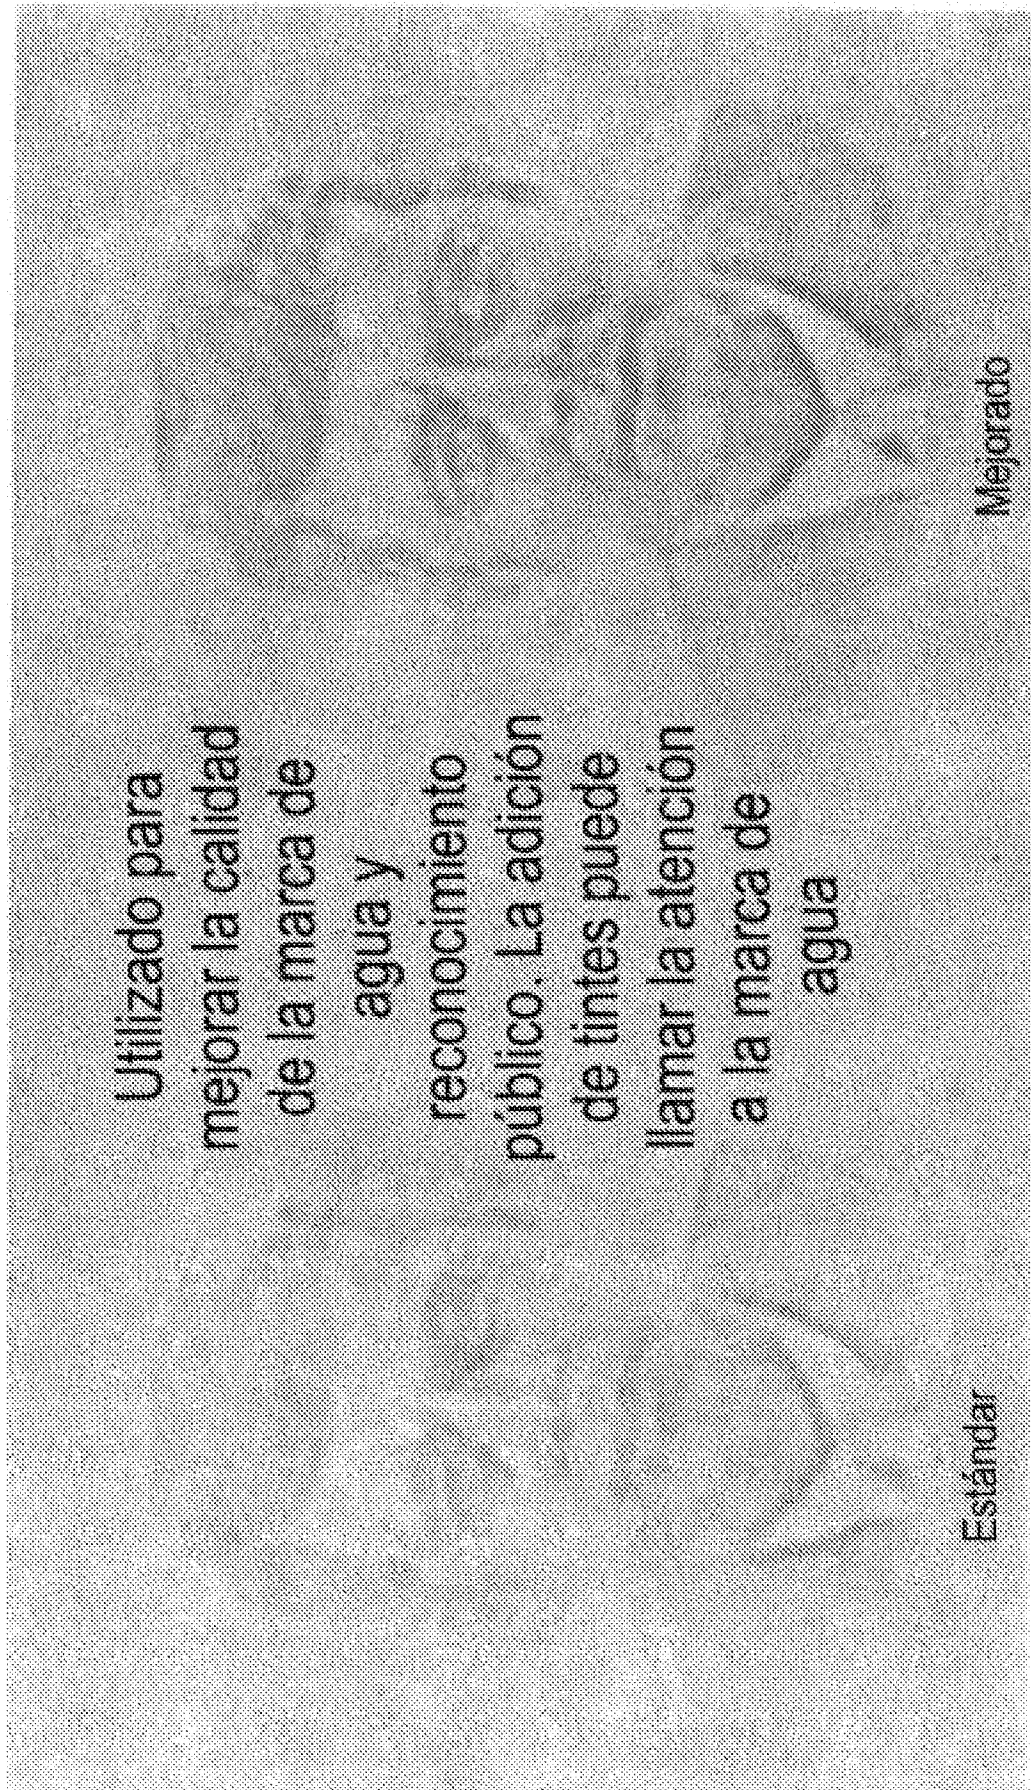 Utilizado para
mejorar la calidad
de la marca de
agua y
reconocimiento
público. La adición
de tintes puede
llamar la atención
a la marca de
agua
Estándar
Mejorado